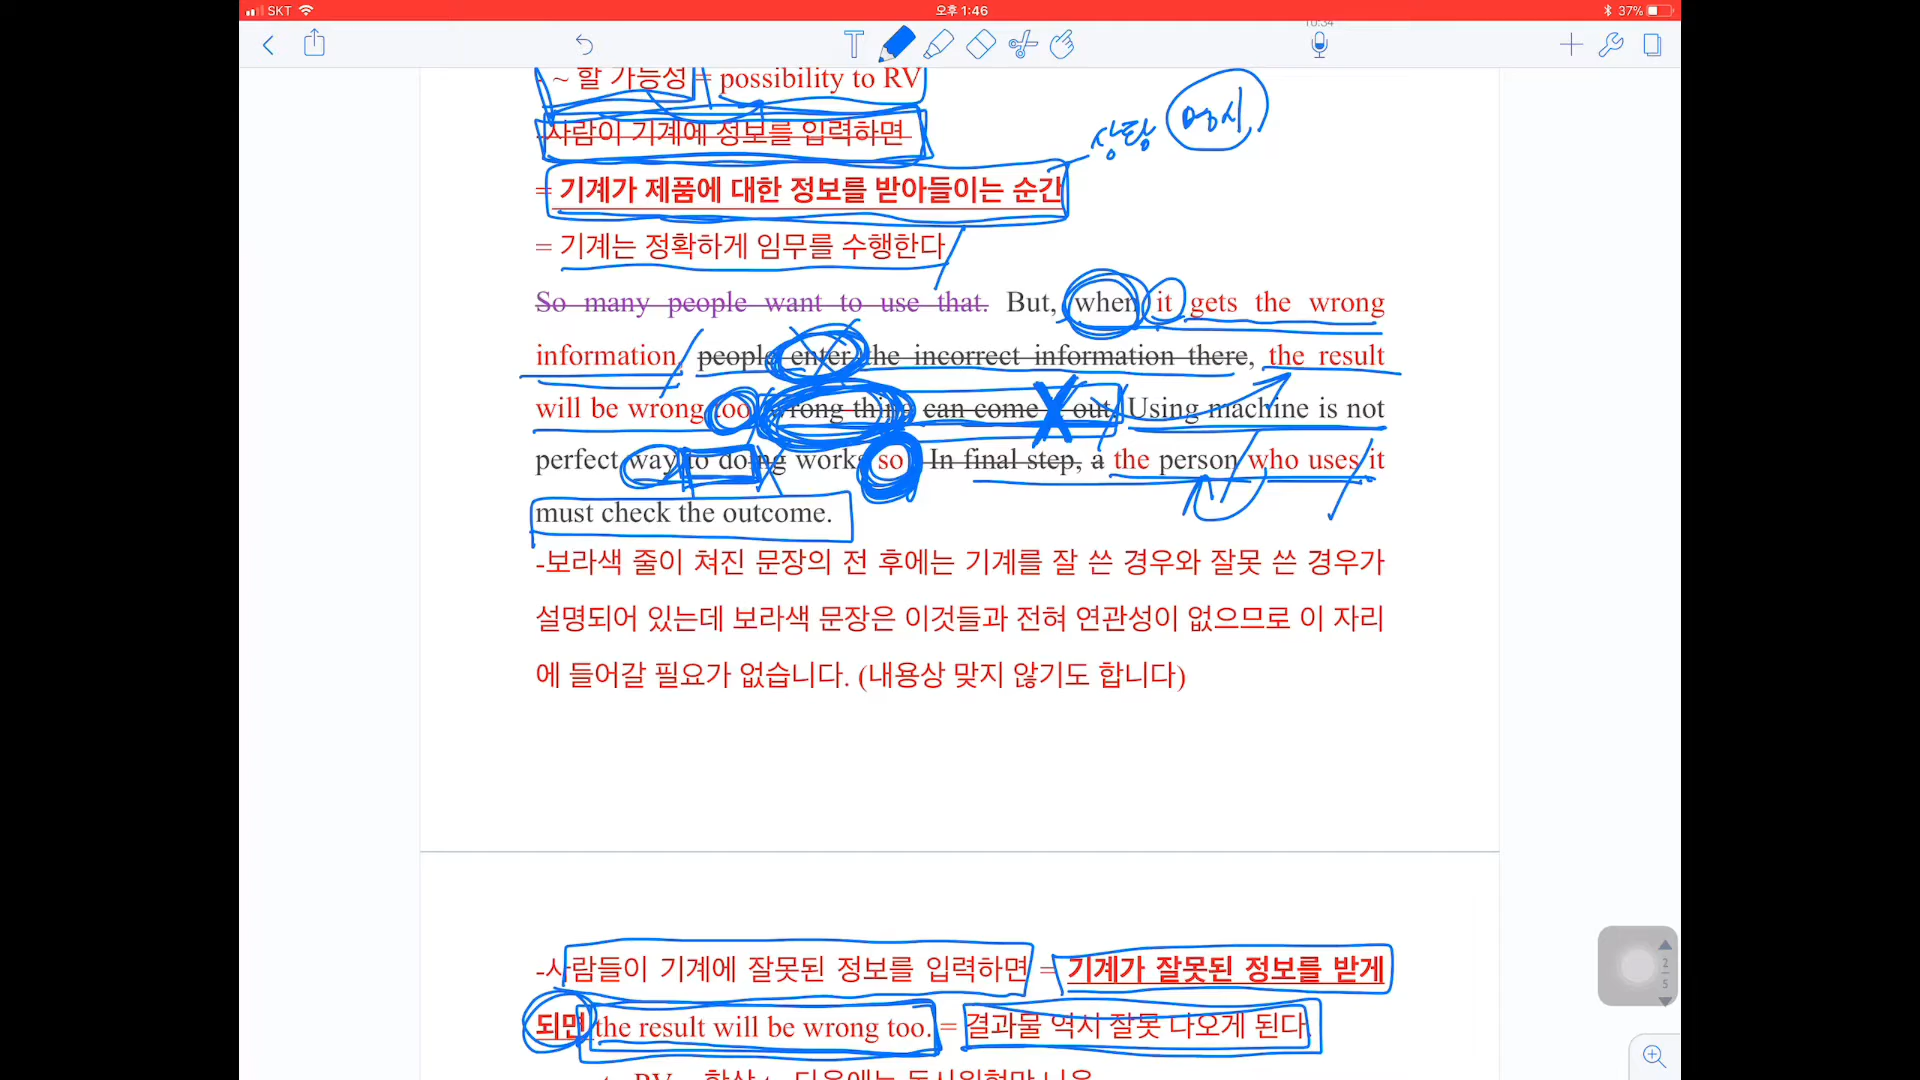 SKT 오후 1:46 37%
10:34
- ~ 할 가능성 = possibility to RV
사람이 기계에 정보를 입력하면
상황 명시
= 기계가 제품에 대한 정보를 받아들이는 순간
= 기계는 정확하게 임무를 수행한다
So many people want to use that. But, when it gets the wrong
information, people enter the incorrect information there, the result
will be wrong too wrong thing can come out. Using machine is not
perfect way to doing works so In final step, a the person who uses it
must check the outcome.
-보라색 줄이 쳐진 문장의 전 후에는 기계를 잘 쓴 경우와 잘못 쓴 경우가
설명되어 있는데 보라색 문장은 이것들과 전혀 연관성이 없으므로 이 자리
에 들어갈 필요가 없습니다. (내용상 맞지 않기도 합니다)
-사람들이 기계에 잘못된 정보를 입력하면 = 기계가 잘못된 정보를 받게
되면 the result will be wrong too. = 결과물 역시 잘못 나오게 된다.
2
5